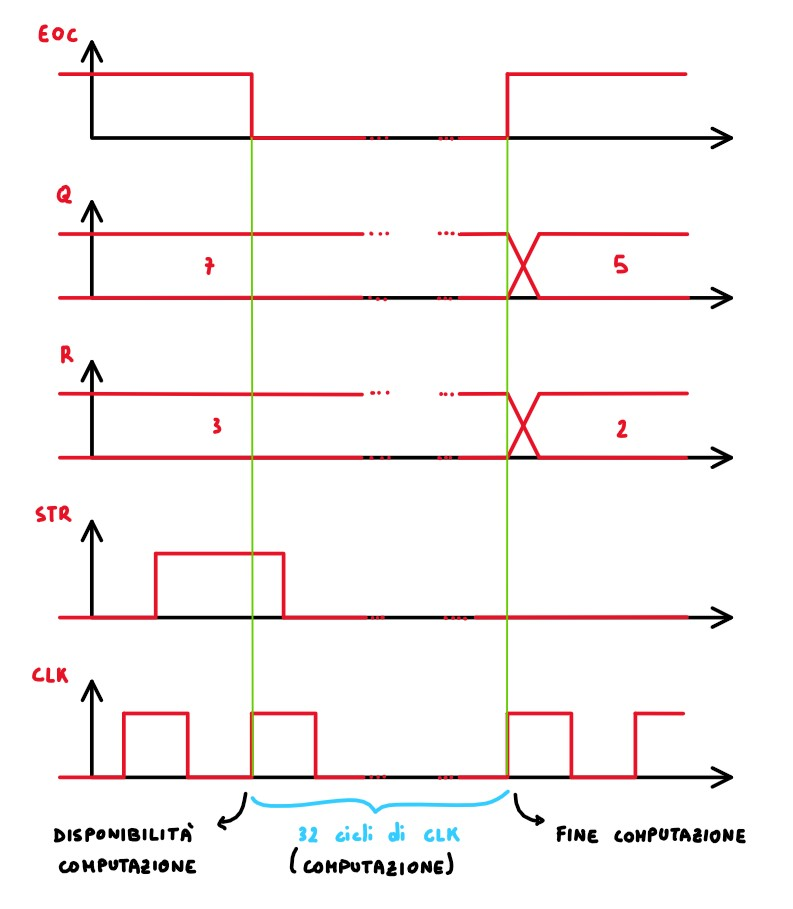 EOC
Q
7
5
R
3
2
STR
CLK
DISPONIBILITÀ
COMPUTAZIONE
32 cicli di CLK
(COMPUTAZIONE)
FINE COMPUTAZIONE